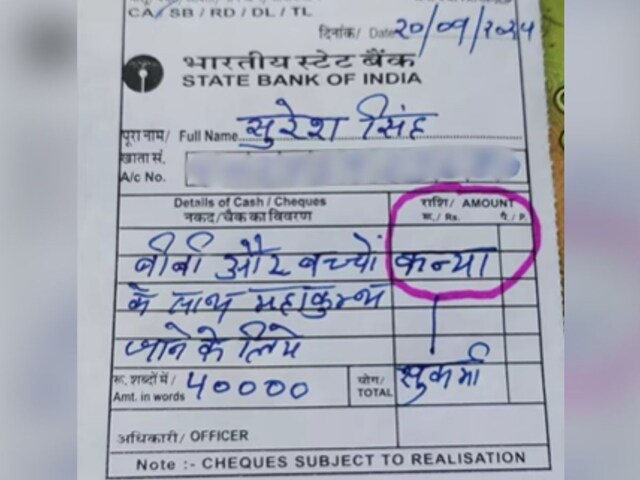 CA / SB / RD / DL / TL
दिनांक/ Date 20/09/2024
भारतीय स्टेट बैंक
STATE BANK OF INDIA
पूरा नाम/ Full Name सुरेश सिंह
खाता सं.
A/c No.
Details of Cash / Cheques राशि/ AMOUNT
नकद/चैक का विवरण रू./ Rs. पै./ P.
बीबी और बच्चों कन्या
के साथ महाकुम्भ
जाने के लिये
रू. शब्दों में/ 40000 योग/ सुकर्मा
Amt. in words TOTAL
अधिकारी/ OFFICER
Note :- CHEQUES SUBJECT TO REALISATION